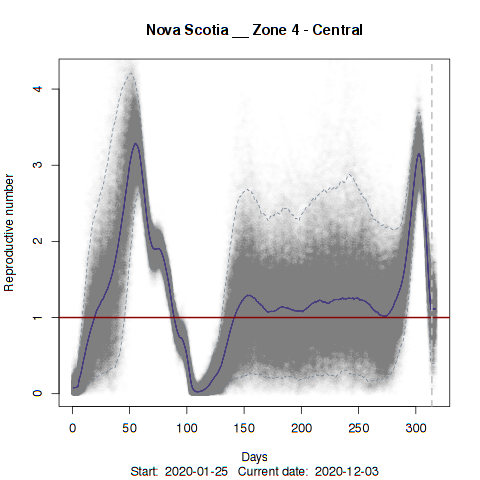 Nova Scotia __ Zone 4 - Central
Reproductive number
4
3
2
1
0
0 50 100 150 200 250 300
Days
Start: 2020-01-25 Current date: 2020-12-03